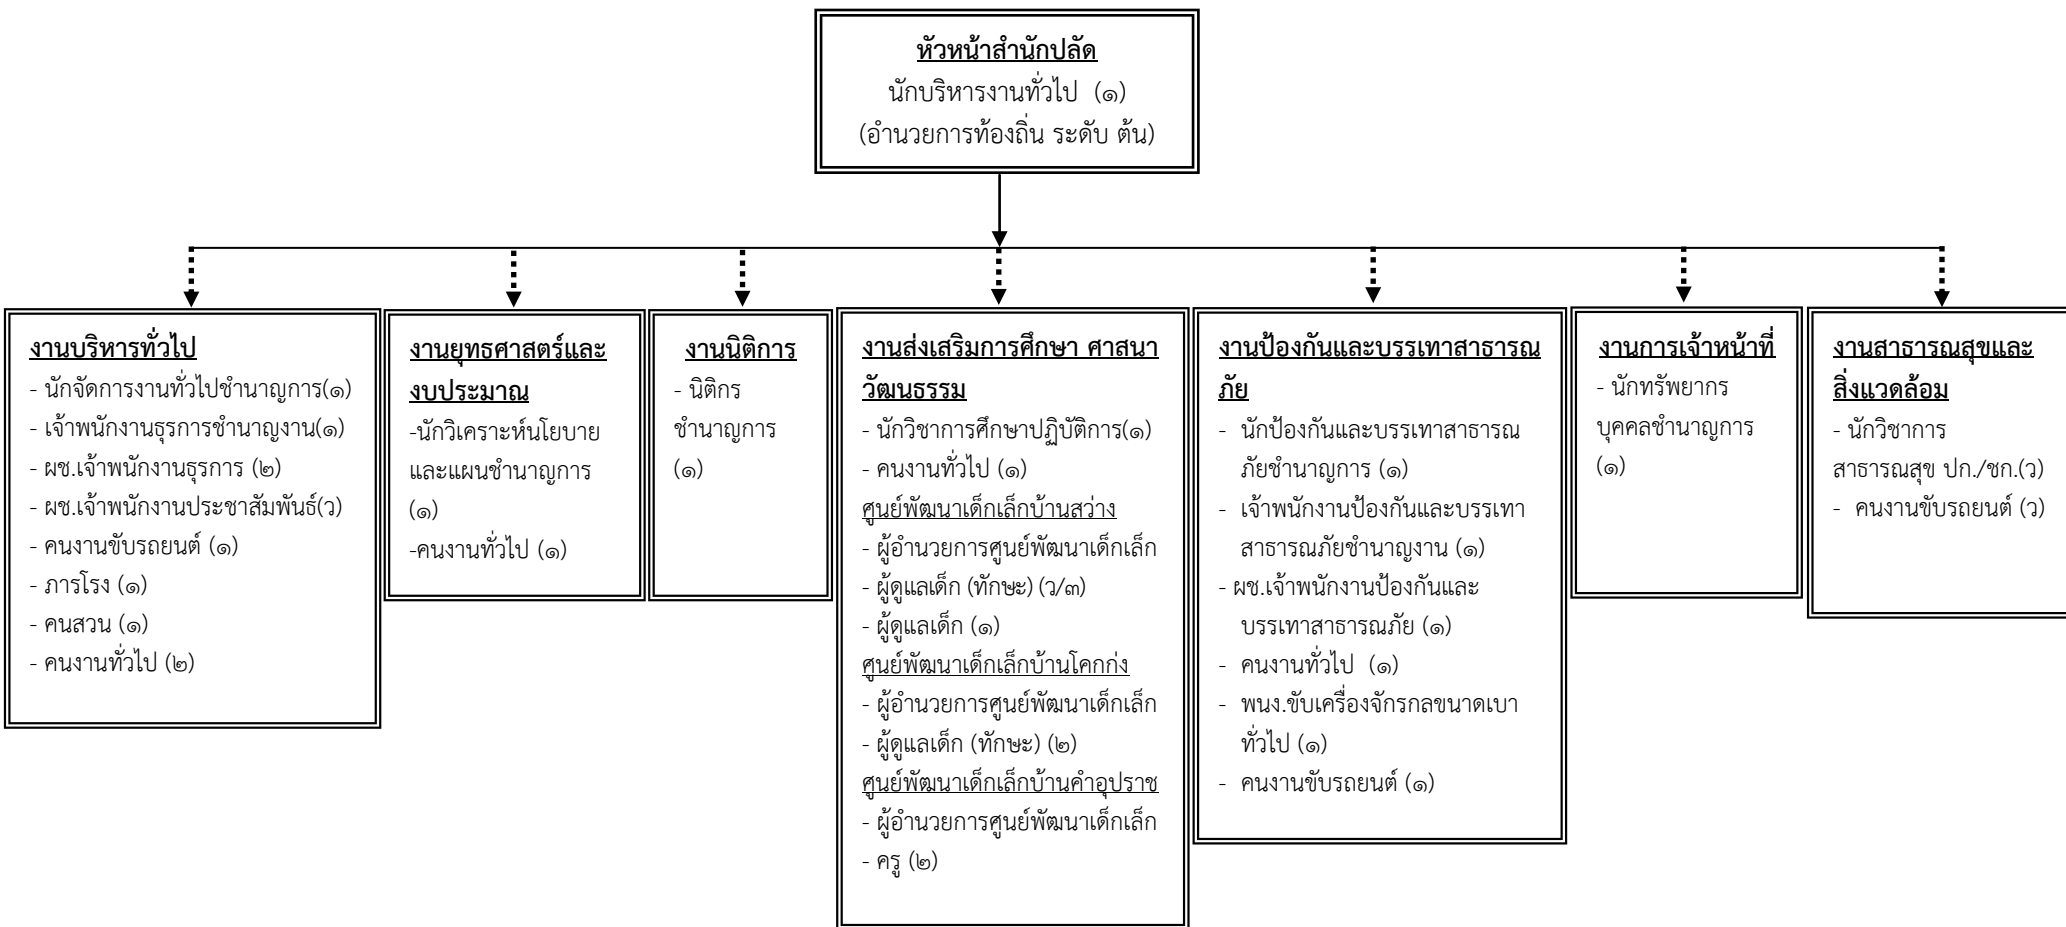 หัวหน้าสำนักปลัด
นักบริหารงานทั่วไป  (๑)
(อำนวยการท้องถิ่น ระดับ ต้น)
งานบริหารทั่วไป
- นักจัดการงานทั่วไปชำนาญการ(๑)
- เจ้าพนักงานธุรการชำนาญงาน(๑)
- ผช.เจ้าพนักงานธุรการ (๒)
- ผช.เจ้าพนักงานประชาสัมพันธ์(ว)
- คนงานขับรถยนต์ (๑)
- ภารโรง (๑)
- คนสวน (๑)
- คนงานทั่วไป (๒)
งานยุทธศาสตร์และ
งบประมาณ
-นักวิเคราะห์นโยบาย
และแผนชำนาญการ
(๑)
-คนงานทั่วไป (๑)
งานนิติการ
- นิติกร
ชำนาญการ
(๑)
งานส่งเสริมการศึกษา ศาสนา
วัฒนธรรม
- นักวิชาการศึกษาปฏิบัติการ(๑)
- คนงานทั่วไป (๑)
ศูนย์พัฒนาเด็กเล็กบ้านสว่าง
- ผู้อำนวยการศูนย์พัฒนาเด็กเล็ก
- ผู้ดูแลเด็ก (ทักษะ) (ว/๓)
- ผู้ดูแลเด็ก (๑)
ศูนย์พัฒนาเด็กเล็กบ้านโคกก่ง
- ผู้อำนวยการศูนย์พัฒนาเด็กเล็ก
- ผู้ดูแลเด็ก (ทักษะ) (๒)
ศูนย์พัฒนาเด็กเล็กบ้านคำอุปราช
- ผู้อำนวยการศูนย์พัฒนาเด็กเล็ก
- ครู (๒)
งานป้องกันและบรรเทาสาธารณ
ภัย
- นักป้องกันและบรรเทาสาธารณ
ภัยชำนาญการ (๑)
- เจ้าพนักงานป้องกันและบรรเทา
สาธารณภัยชำนาญงาน (๑)
- ผช.เจ้าพนักงานป้องกันและ
บรรเทาสาธารณภัย (๑)
- คนงานทั่วไป  (๑)
- พนง.ขับเครื่องจักรกลขนาดเบา
ทั่วไป (๑)
- คนงานขับรถยนต์ (๑)
งานการเจ้าหน้าที่
- นักทรัพยากร
บุคคลชำนาญการ
(๑)
งานสาธารณสุขและ
สิ่งแวดล้อม
- นักวิชาการ
สาธารณสุข ปก./ชก.(ว)
- คนงานขับรถยนต์ (ว)